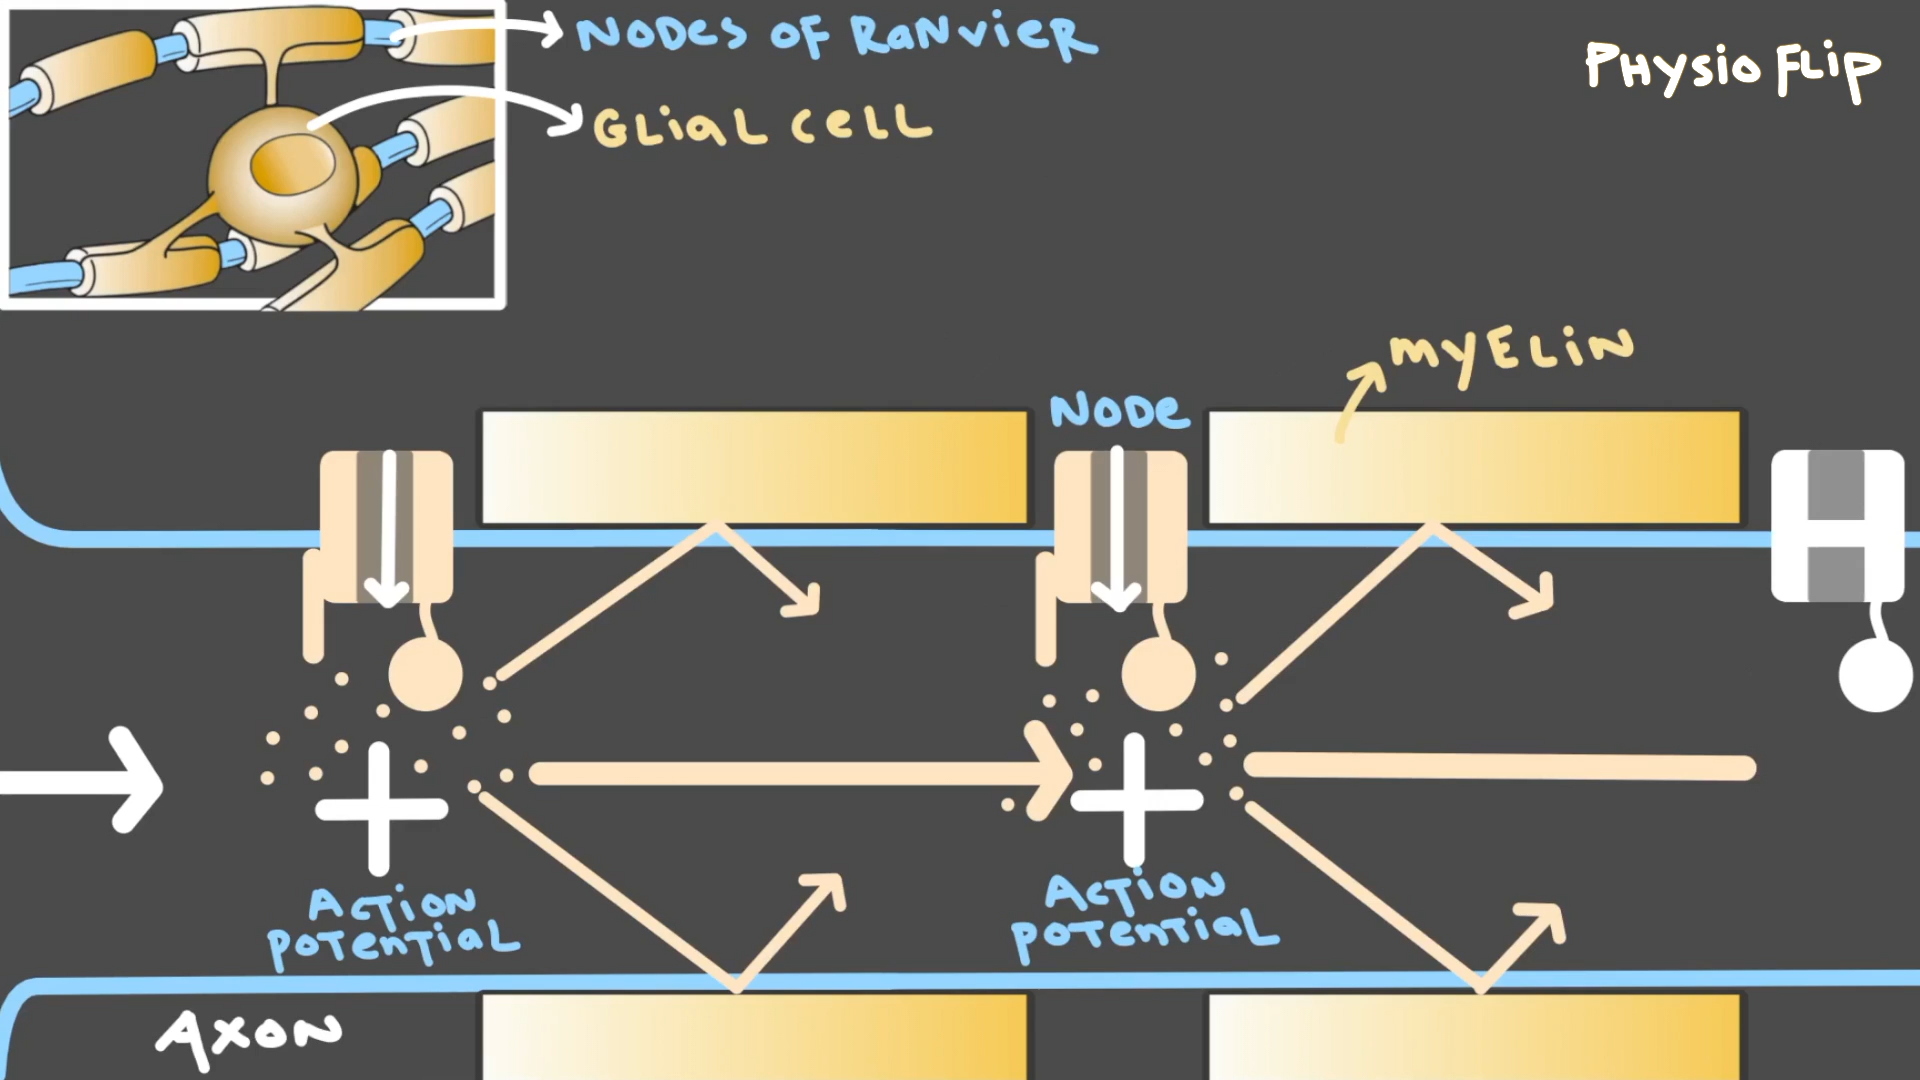 NODES OF RANVIER
PHYSIO FLIP
GLIAL CELL
MYELIN
NODE
ACTION
POTENTIAL
ACTION
POTENTIAL
AXON